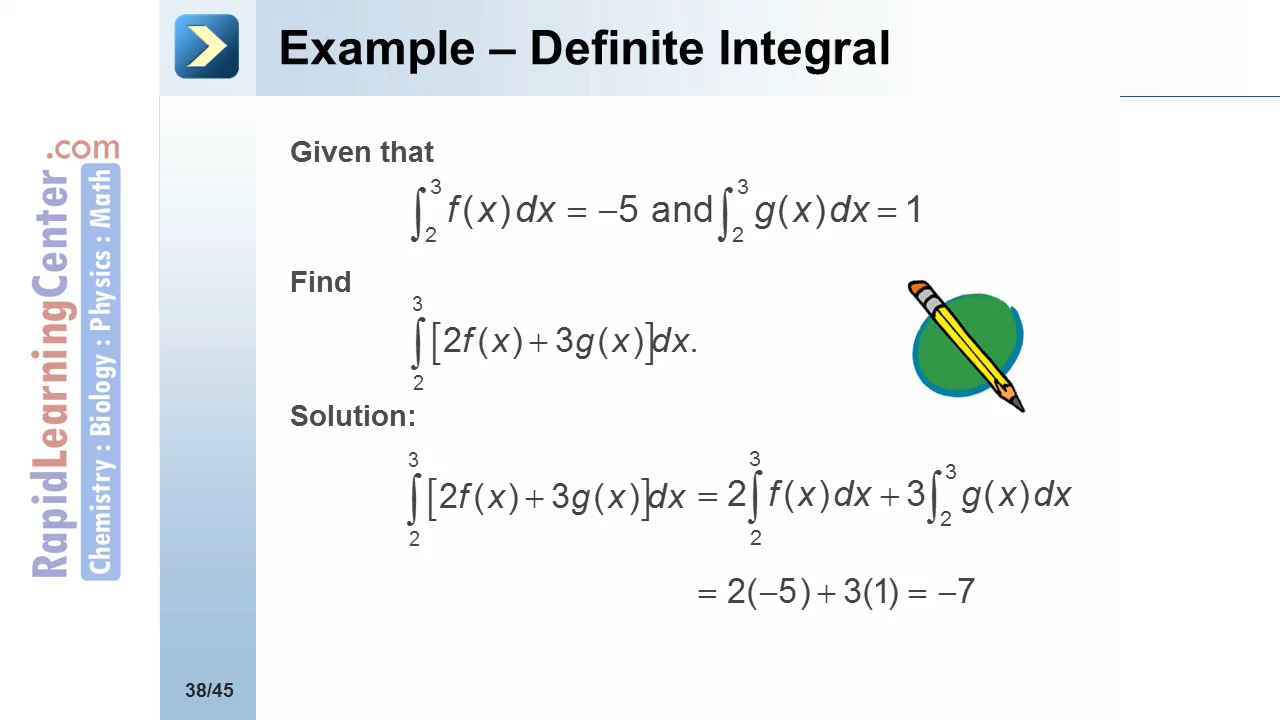 Example – Definite Integral
RapidLearningCenter.com
Chemistry : Biology : Physics : Math
Given that
∫₂³ f(x) dx = −5 and ∫₂³ g(x) dx = 1
Find
∫₂³ [2f(x) + 3g(x)]dx.
Solution:
∫₂³ [2f(x) + 3g(x)]dx = 2∫₂³ f(x) dx + 3∫₂³ g(x) dx
= 2(−5) + 3(1) = −7
38/45